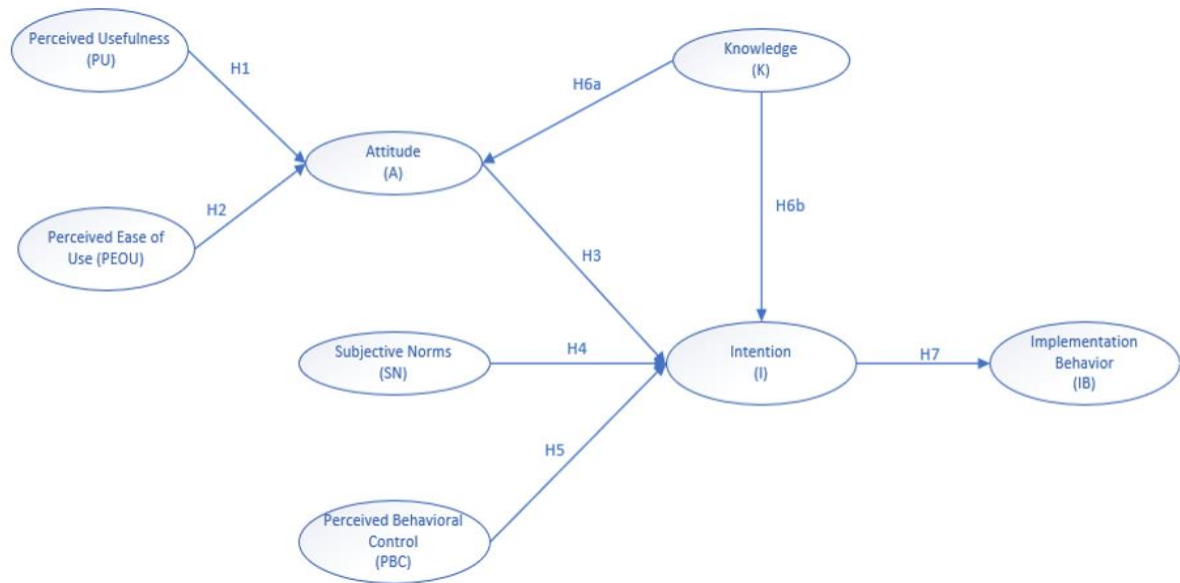 Perceived Usefulness
(PU)
H1
Knowledge
(K)
H6a
Attitude
(A)
H2
Perceived Ease of
Use (PEOU)
H6b
H3
Subjective Norms
(SN)
H4
Intention
(I)
H7
Implementation
Behavior
(IB)
H5
Perceived Behavioral
Control
(PBC)